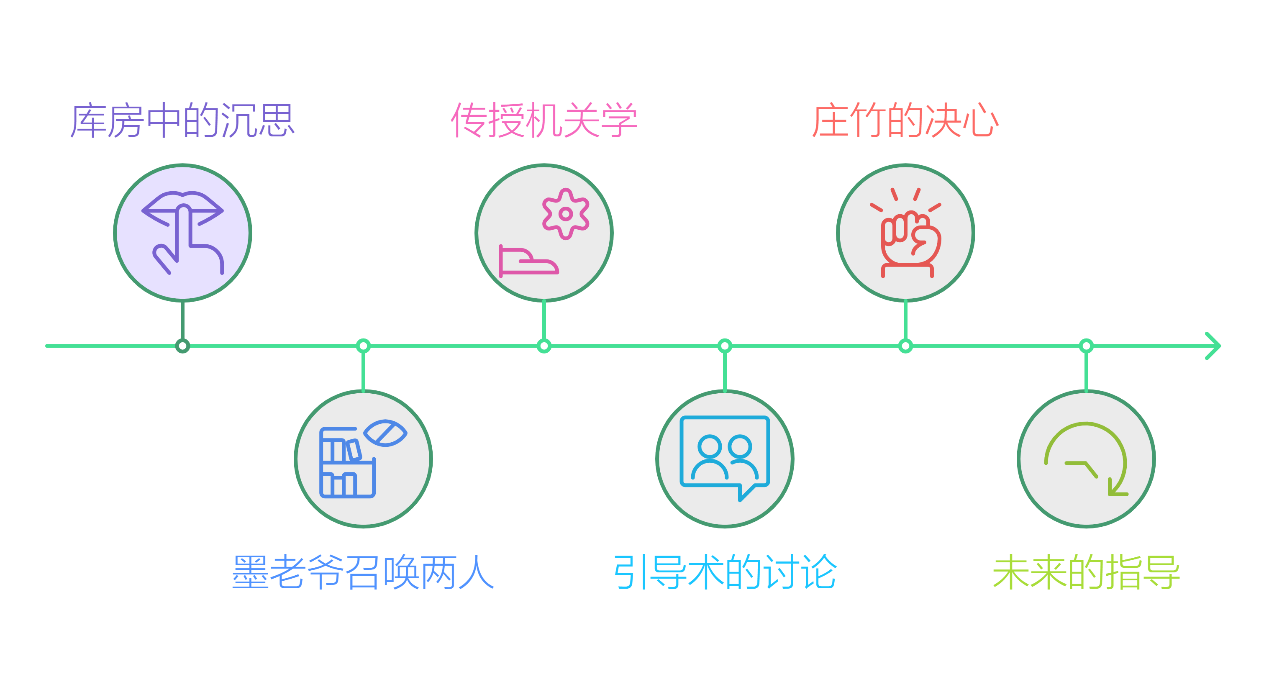 库房中的沉思
墨老爷召唤两人
传授机关学
引导术的讨论
庄竹的决心
未来的指导